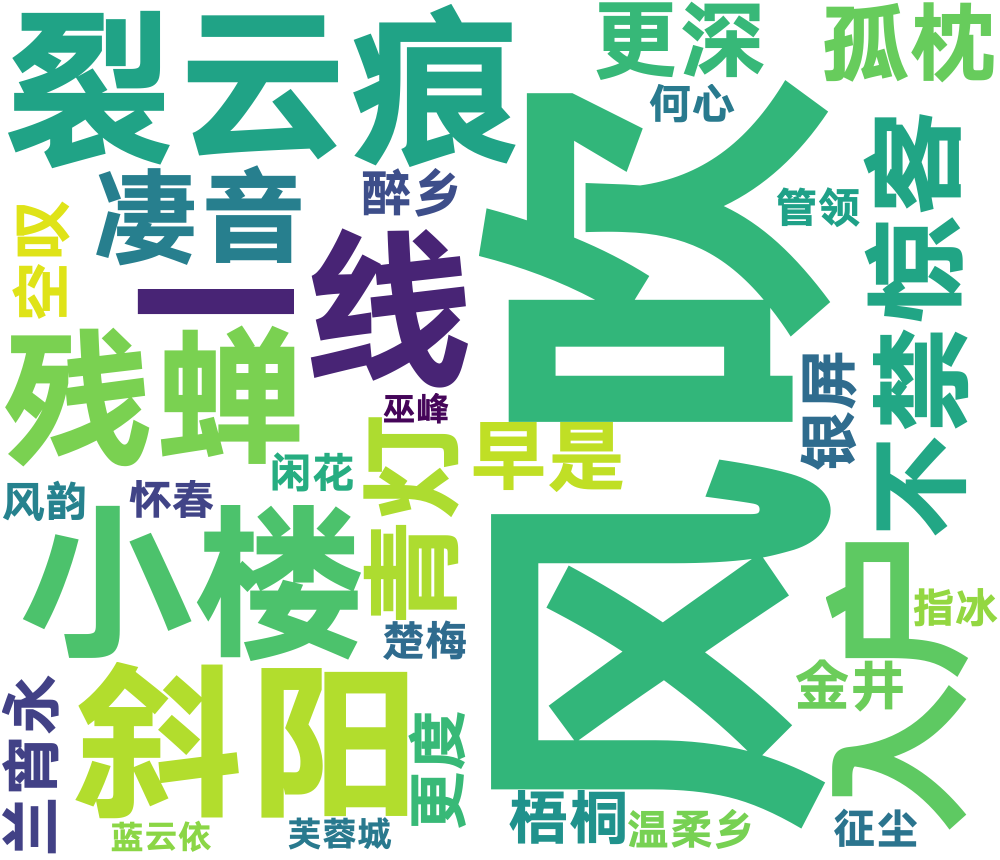 裂云痕
更深
孤枕
何心
醉乡
凄音
空叹
一线
风吹
管领
不禁惊客
残蝉
巫峰
银屏
早是
青灯
闲花
风韵
怀春
小楼
楚梅
入户
指冰
金井
斜阳
兰宵永
更度
梧桐
温柔乡
征尘
蓝云依
芙蓉城